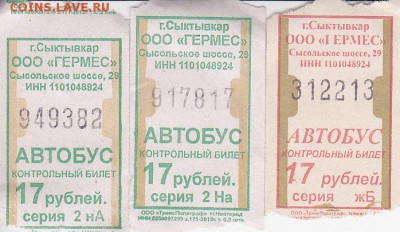 COINS.LAVE.RU
г.Сыктывкар
ООО «ГЕРМЕС»
Сысольское шоссе, 29
ИНН 1101048924
949382
АВТОБУС
КОНТРОЛЬНЫЙ БИЛЕТ
17 рублей.
серия 2 нА
г.Сыктывкар
ООО «ГЕРМЕС»
Сысольское шоссе, 29
ИНН 1101048924
917817
АВТОБУС
КОНТРОЛЬНЫЙ БИЛЕТ
17 рублей.
серия 2 На
г.Сыктывкар
ООО «ГЕРМЕС»
Сысольское шоссе, 29
ИНН 1101048924
312213
АВТОБУС
КОНТРОЛЬНЫЙ БИЛЕТ
17 рублей.
серия жБ